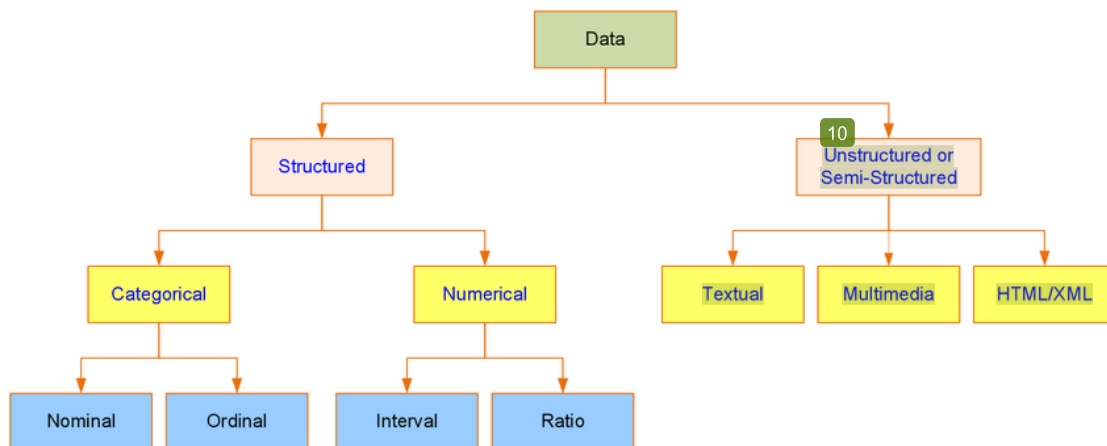 Data
10
Structured
Unstructured or
Semi-Structured
Categorical
Numerical
Textual
Multimedia
HTML/XML
Nominal
Ordinal
Interval
Ratio